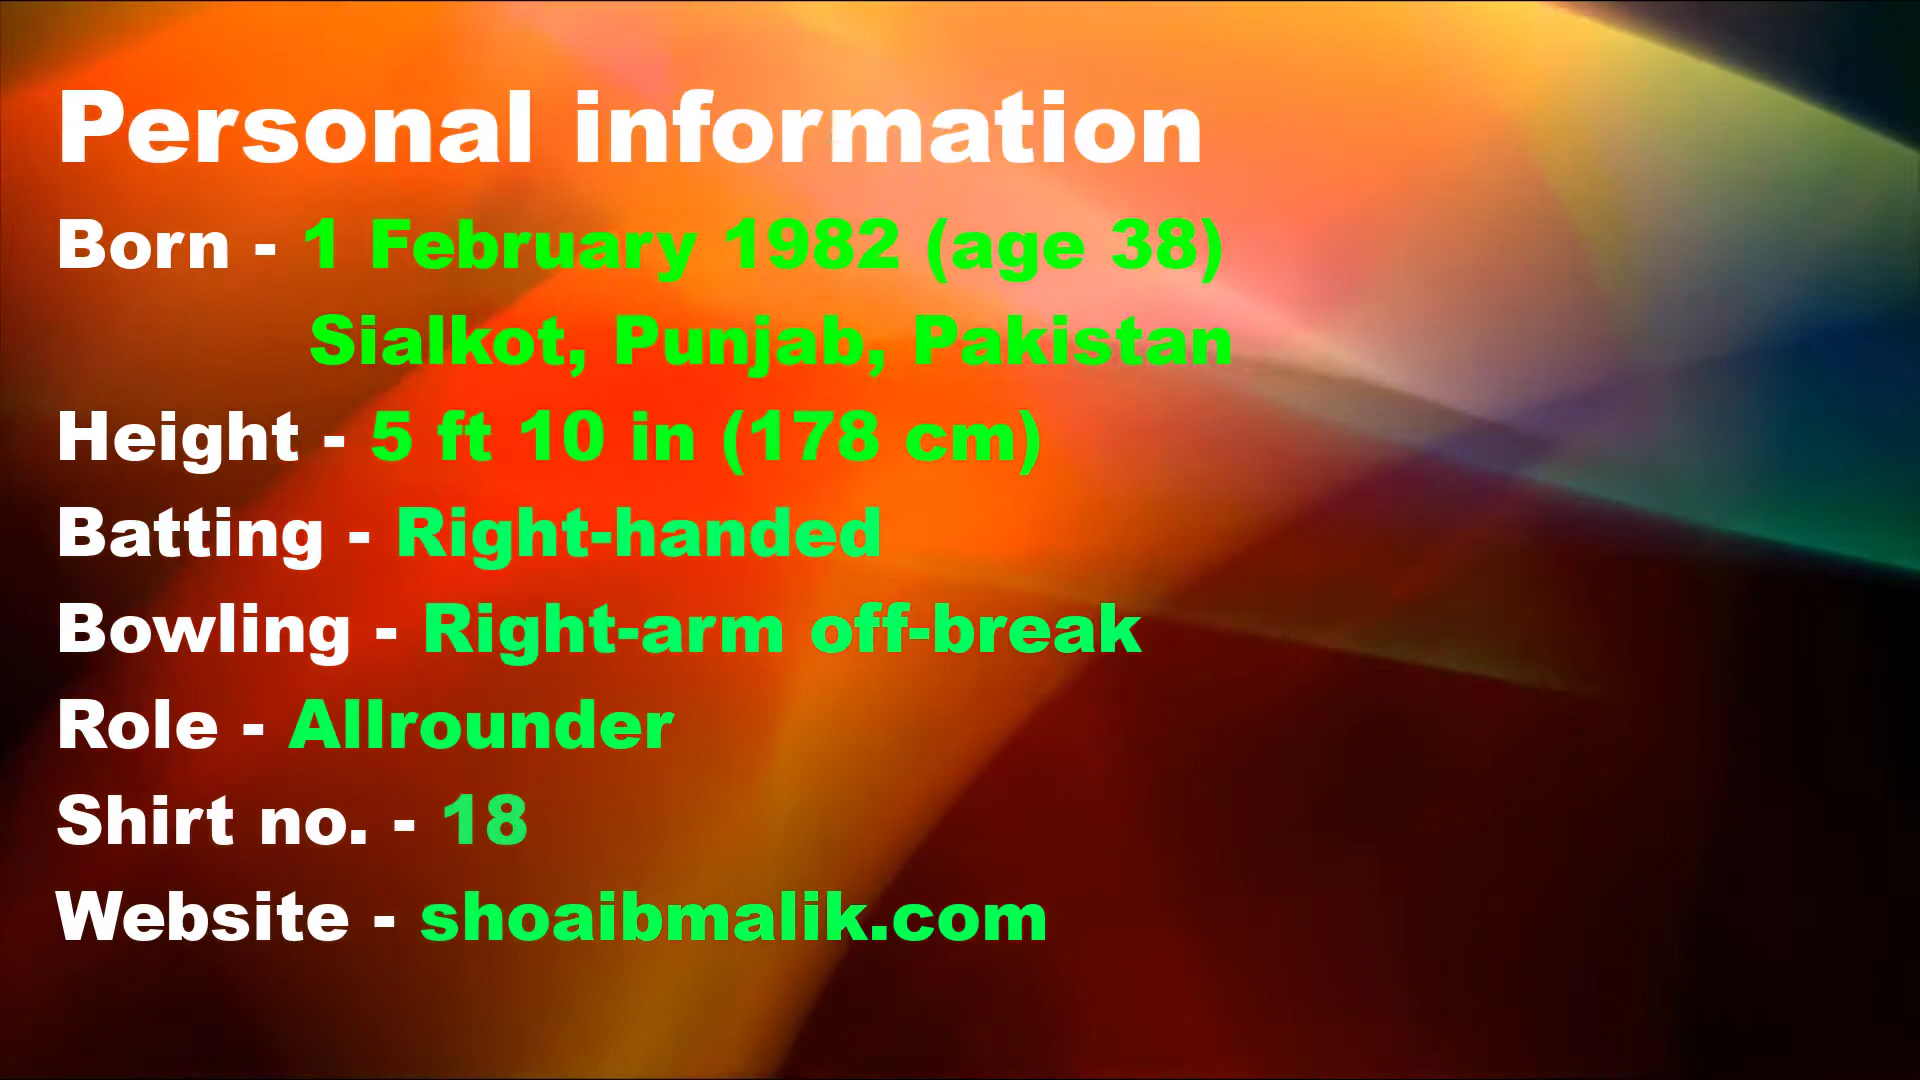 Personal information
Born - 1 February 1982 (age 38)
Sialkot, Punjab, Pakistan
Height - 5 ft 10 in (178 cm)
Batting - Right-handed
Bowling - Right-arm off-break
Role - Allrounder
Shirt no. - 18
Website - shoaibmalik.com